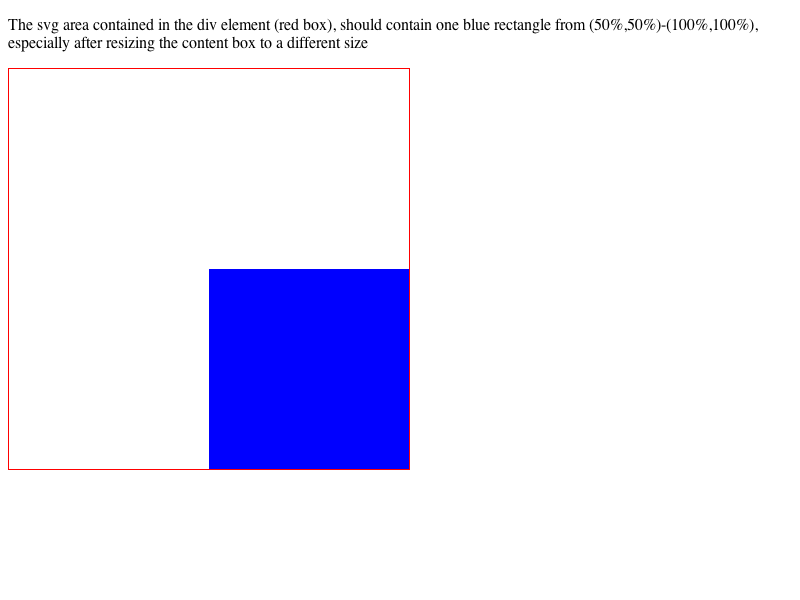 The svg area contained in the div element (red box), should contain one blue rectangle from (50%,50%)-(100%,100%),
especially after resizing the content box to a different size